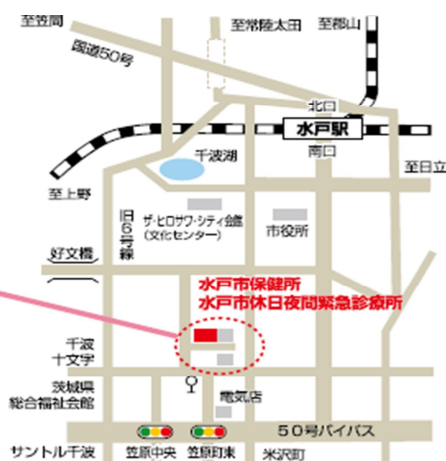 至笠間
至常陸太田
至郡山
国道50号
北口
水戸駅
南口
千波湖
至日立
至上野
旧6号線
ザ・ヒロサワ・シティ会館
(文化センター)
市役所
好文橋
水戸市保健所
水戸市休日夜間緊急診療所
千波
十文字
茨城県
総合福祉会館
電気店
50号バイパス
サントル千波
笠原中央
笠原町東
米沢町